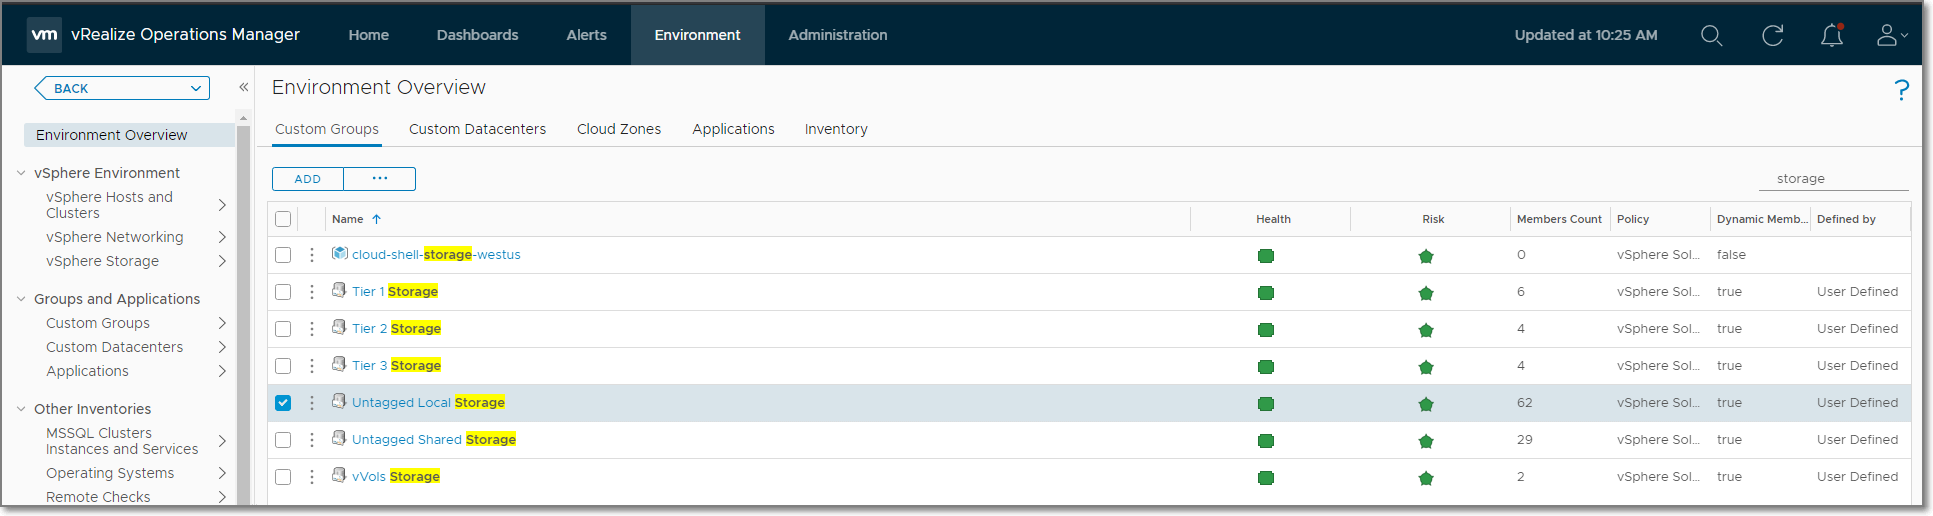 vm vRealize Operations Manager Home Dashboards Alerts Environment Administration Updated at 10:25 AM
BACK
Environment Overview
vSphere Environment
vSphere Hosts and
Clusters
vSphere Networking
vSphere Storage
Groups and Applications
Custom Groups
Custom Datacenters
Applications
Other Inventories
MSSQL Clusters
Instances and Services
Operating Systems
Remote Checks
Environment Overview ?
Custom Groups Custom Datacenters Cloud Zones Applications Inventory
ADD ... storage
Name Health Risk Members Count Policy Dynamic Memb... Defined by
cloud-shell-storage-westus 0 vSphere Sol... false
Tier 1 Storage 6 vSphere Sol... true User Defined
Tier 2 Storage 4 vSphere Sol... true User Defined
Tier 3 Storage 4 vSphere Sol... true User Defined
Untagged Local Storage 62 vSphere Sol... true User Defined
Untagged Shared Storage 29 vSphere Sol... true User Defined
vVols Storage 2 vSphere Sol... true User Defined